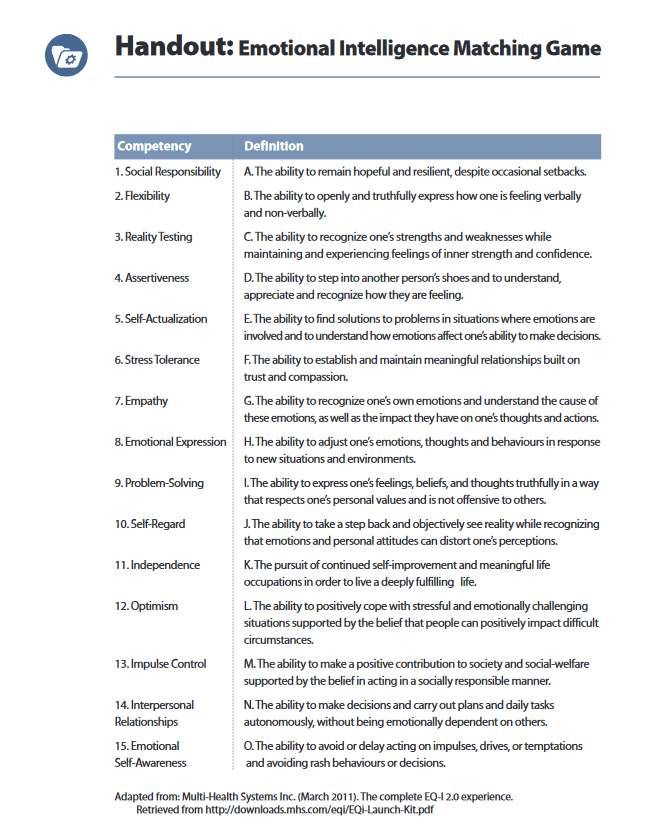 Handout: Emotional Intelligence Matching Game
Competency Definition
1. Social Responsibility A. The ability to remain hopeful and resilient, despite occasional setbacks.
2. Flexibility B. The ability to openly and truthfully express how one is feeling verbally
and non-verbally.
3. Reality Testing C. The ability to recognize one's strengths and weaknesses while
maintaining and experiencing feelings of inner strength and confidence.
4. Assertiveness D. The ability to step into another person's shoes and to understand,
appreciate and recognize how they are feeling.
5. Self-Actualization E. The ability to find solutions to problems in situations where emotions are
involved and to understand how emotions affect one's ability to make decisions.
6. Stress Tolerance F. The ability to establish and maintain meaningful relationships built on
trust and compassion.
7. Empathy G. The ability to recognize one's own emotions and understand the cause of
these emotions, as well as the impact they have on one's thoughts and actions.
8. Emotional Expression H. The ability to adjust one's emotions, thoughts and behaviours in response
to new situations and environments.
9. Problem-Solving I. The ability to express one's feelings, beliefs, and thoughts truthfully in a way
that respects one's personal values and is not offensive to others.
10. Self-Regard J. The ability to take a step back and objectively see reality while recognizing
that emotions and personal attitudes can distort one's perceptions.
11. Independence K. The pursuit of continued self-improvement and meaningful life
occupations in order to live a deeply fulfilling life.
12. Optimism L. The ability to positively cope with stressful and emotionally challenging
situations supported by the belief that people can positively impact difficult
circumstances.
13. Impulse Control M. The ability to make a positive contribution to society and social-welfare
supported by the belief in acting in a socially responsible manner.
14. Interpersonal N. The ability to make decisions and carry out plans and daily tasks
Relationships autonomously, without being emotionally dependent on others.
15. Emotional O. The ability to avoid or delay acting on impulses, drives, or temptations
Self-Awareness and avoiding rash behaviours or decisions.
Adapted from: Multi-Health Systems Inc. (March 2011). The complete EQ-I 2.0 experience.
Retrieved from http://downloads.mhs.com/eqi/EQi-Launch-Kit.pdf